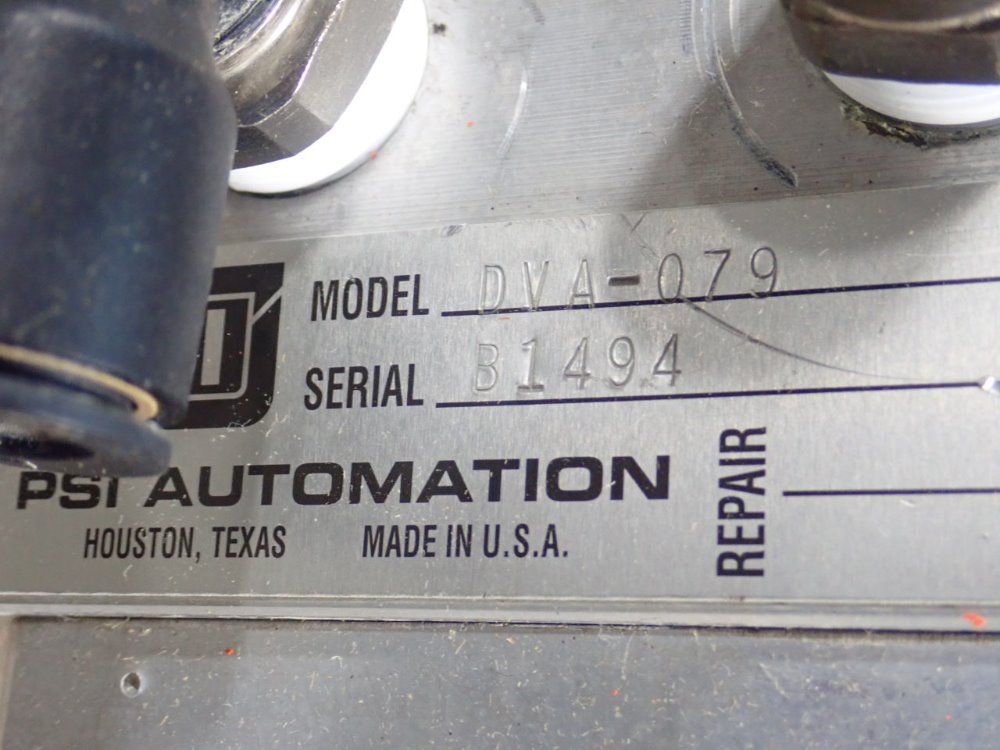 MODEL DVA-079
SERIAL B1494
PSI AUTOMATION
HOUSTON, TEXAS MADE IN U.S.A.
REPAIR